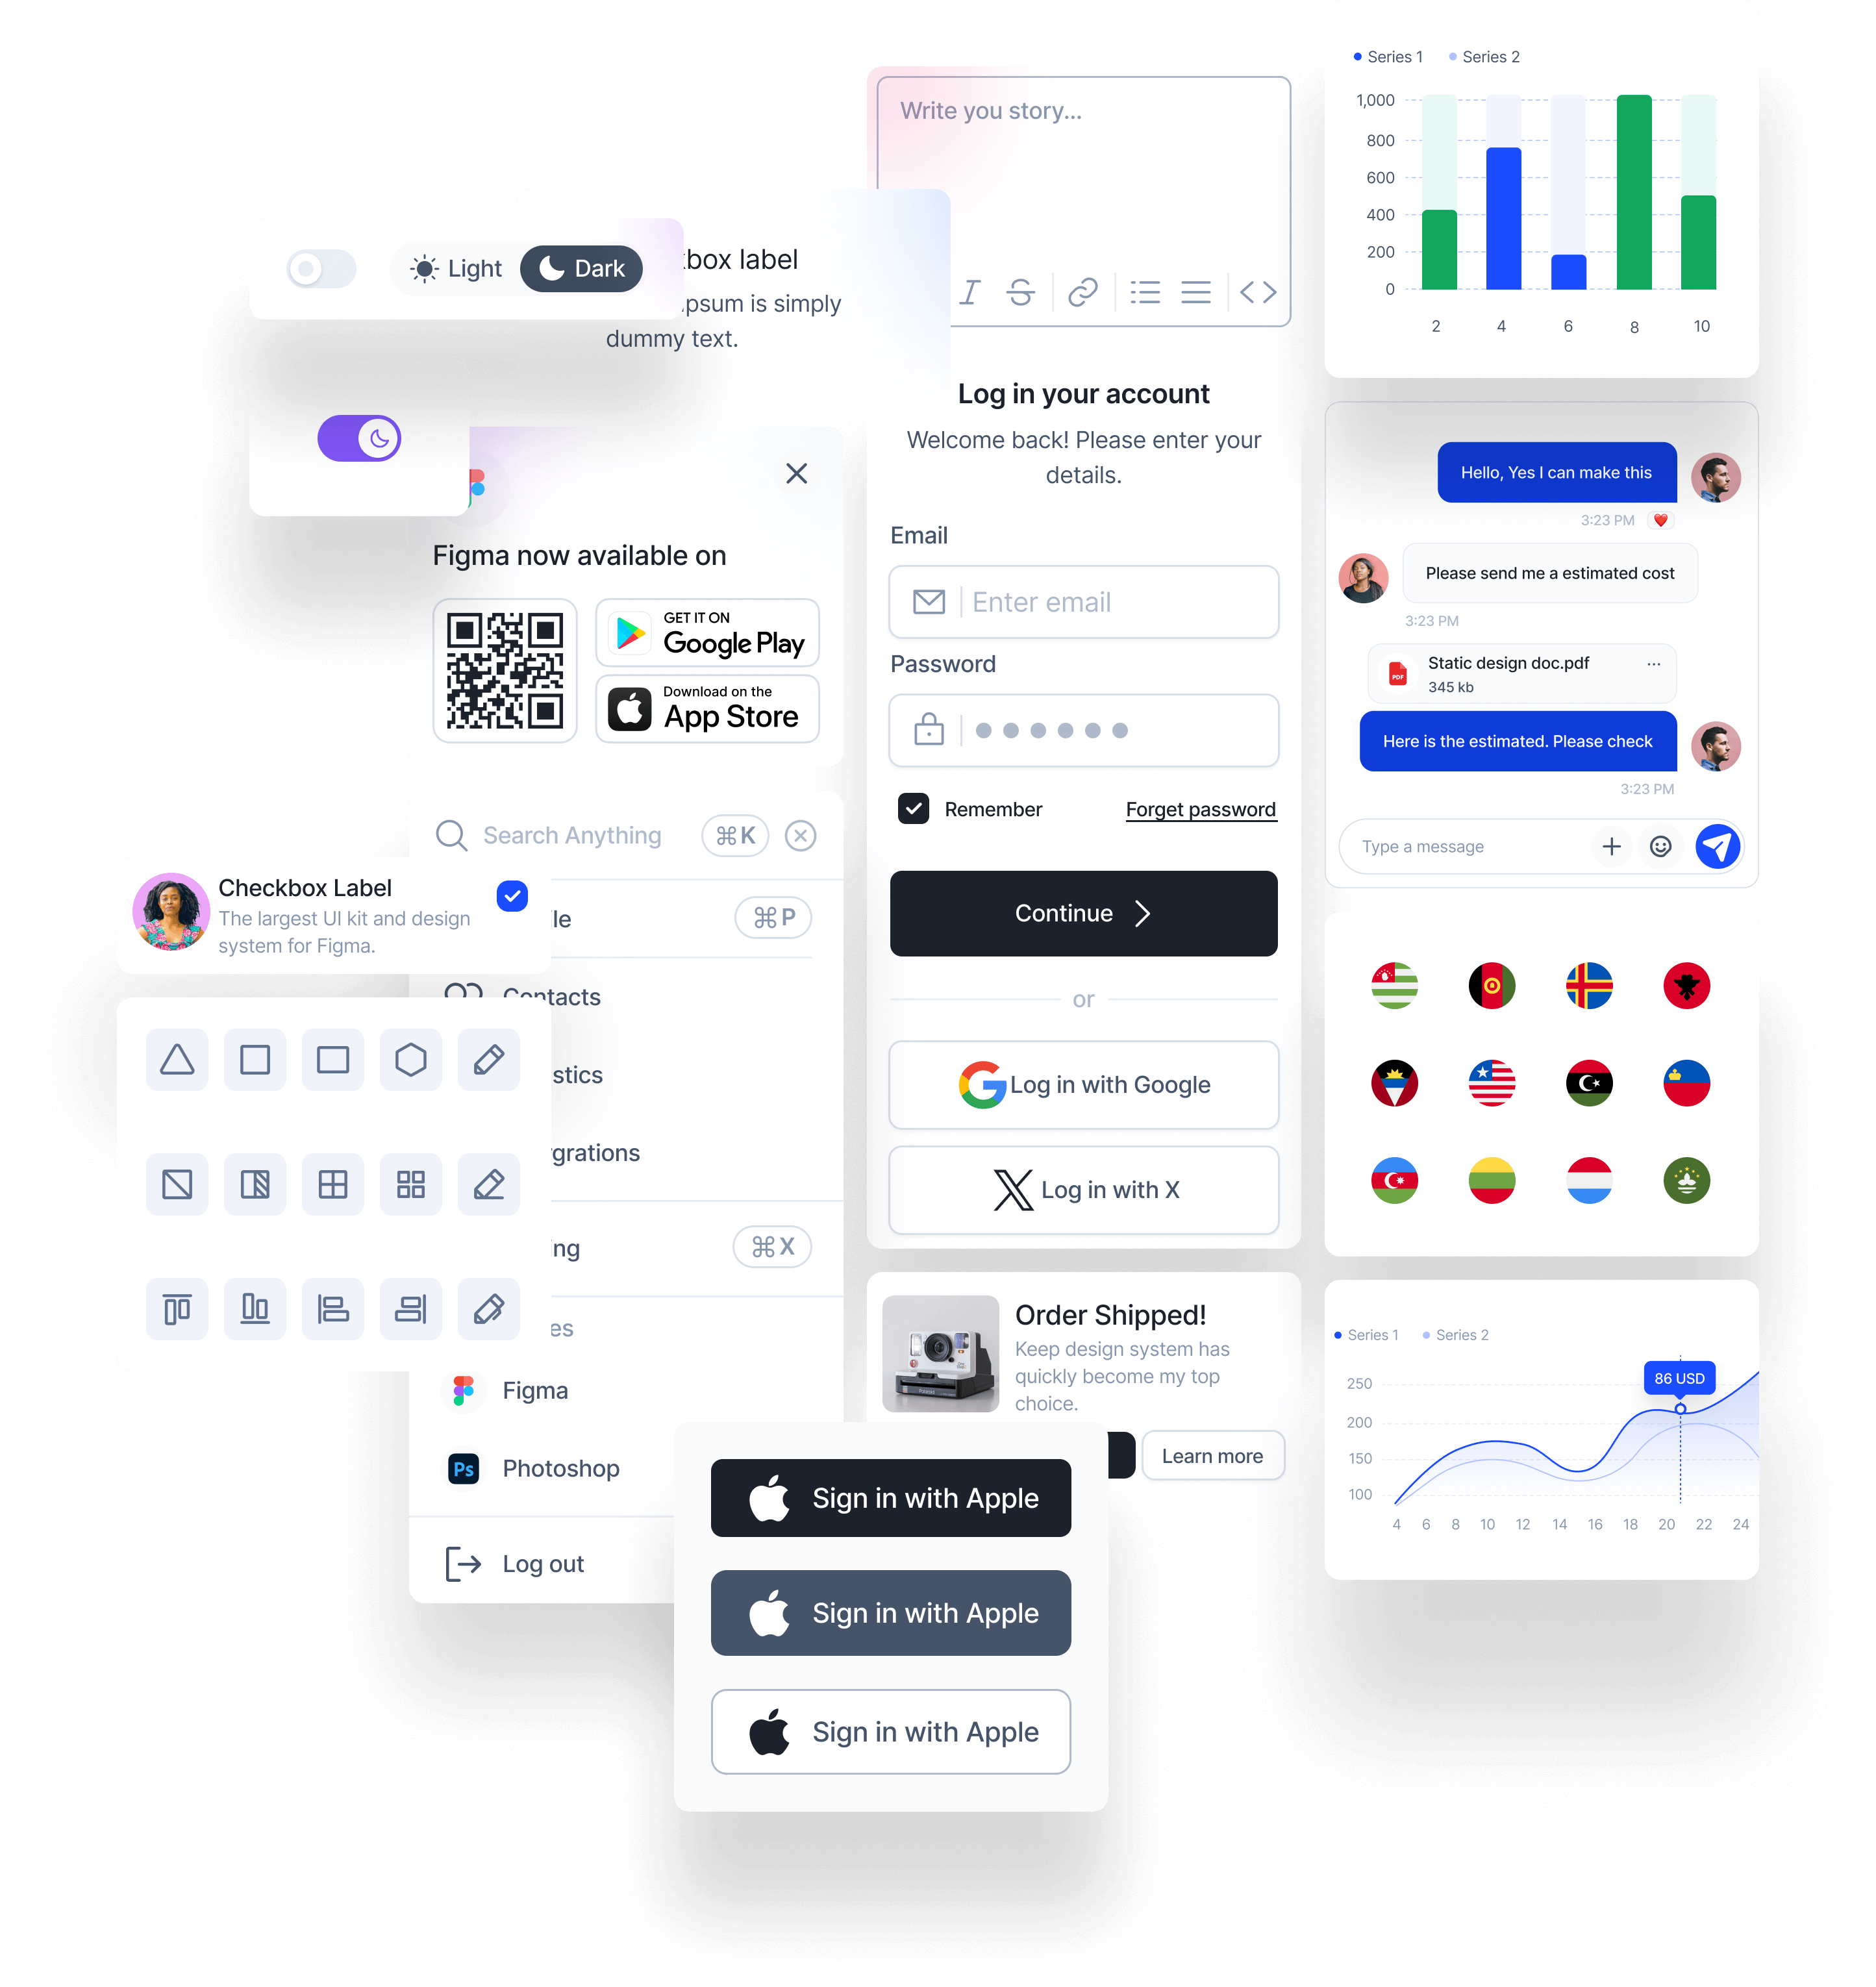 Light
Dark
box label
psum is simply
dummy text.
Figma now available on
GET IT ON
Google Play
Download on the
App Store
Search Anything
⌘ K
⌘ P
Contacts
⌘ X
Figma
Ps
Photoshop
Log out
Checkbox Label
The largest UI kit and design
system for Figma.
Write you story...
I S
Log in your account
Welcome back! Please enter your
details.
Email
Enter email
Password
Remember
Forget password
Continue
or
Log in with Google
Log in with X
Order Shipped!
Keep design system has
quickly become my top
choice.
Learn more
Sign in with Apple
Sign in with Apple
Sign in with Apple
Series 1 Series 2
1,000
800
600
400
200
0
2 4 6 8 10
Hello, Yes I can make this
3:23 PM
Please send me a estimated cost
3:23 PM
PDF
Static design doc.pdf
345 kb
Here is the estimated. Please check
3:23 PM
Type a message
Series 1 Series 2
86 USD
250
200
150
100
4 6 8 10 12 14 16 18 20 22 24